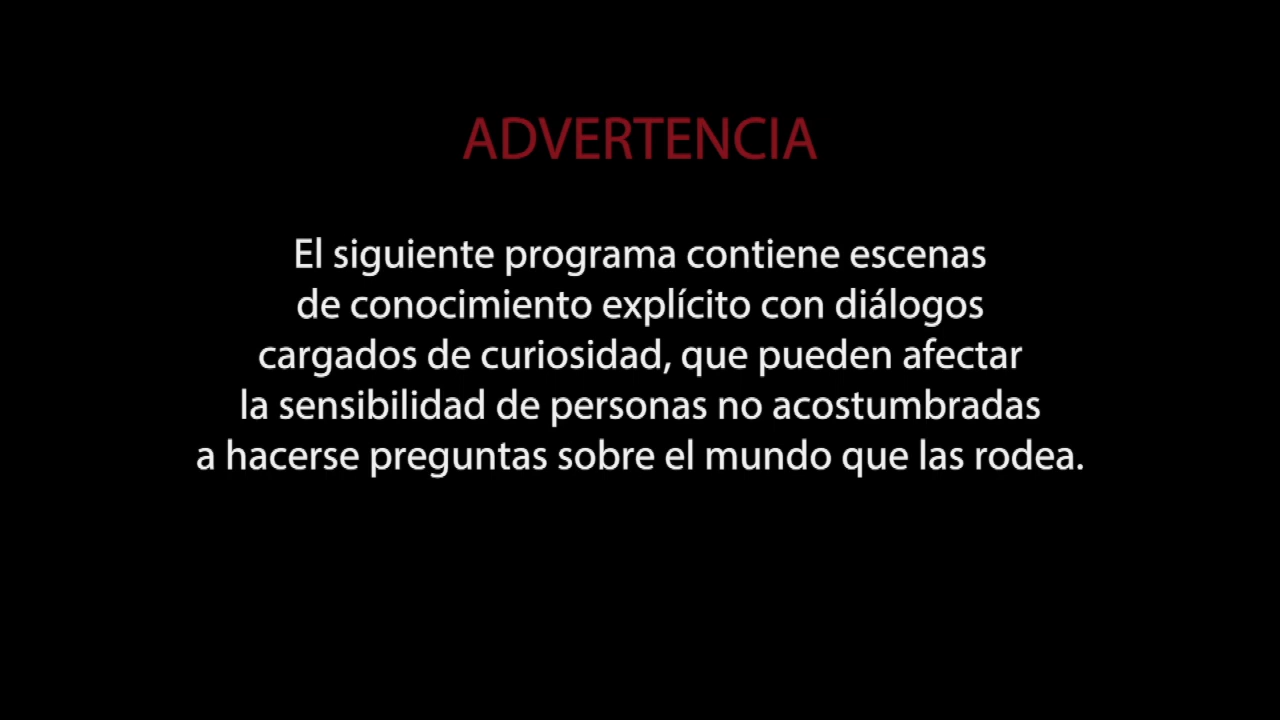 ADVERTENCIA
El siguiente programa contiene escenas
de conocimiento explícito con diálogos
cargados de curiosidad, que pueden afectar
la sensibilidad de personas no acostumbradas
a hacerse preguntas sobre el mundo que las rodea.